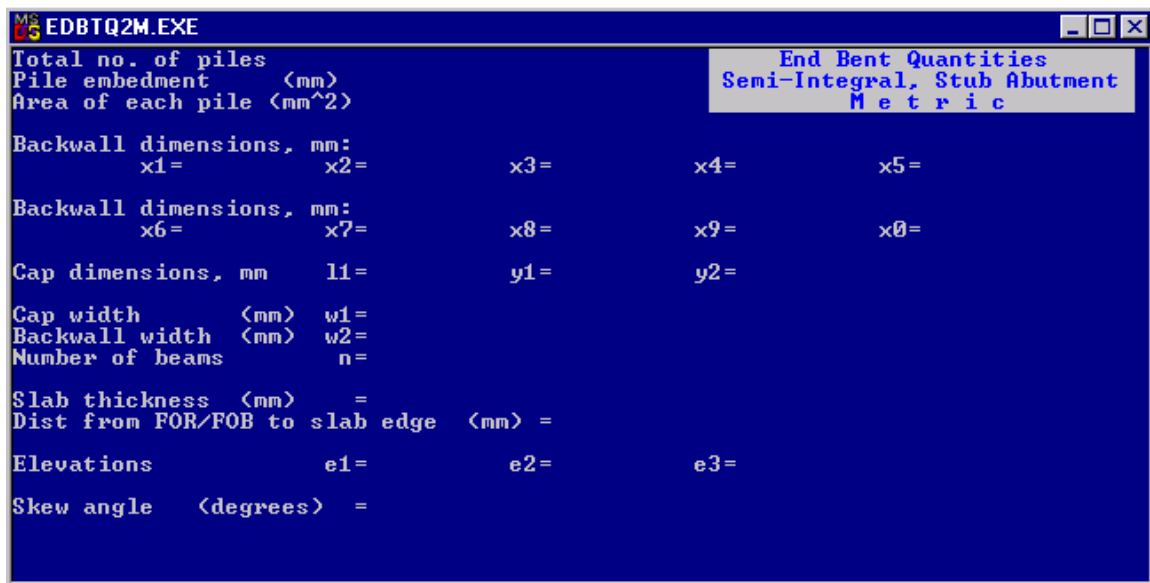 MS DOS EDBTQ2M.EXE
Total no. of piles End Bent Quantities
Pile embedment (mm) Semi-Integral, Stub Abutment
Area of each pile (mm^2) M e t r i c
Backwall dimensions, mm:
x1= x2= x3= x4= x5=
Backwall dimensions, mm:
x6= x7= x8= x9= x0=
Cap dimensions, mm l1= y1= y2=
Cap width (mm) w1=
Backwall width (mm) w2=
Number of beams n=
Slab thickness (mm) =
Dist from FOR/FOB to slab edge (mm) =
Elevations e1= e2= e3=
Skew angle (degrees) =